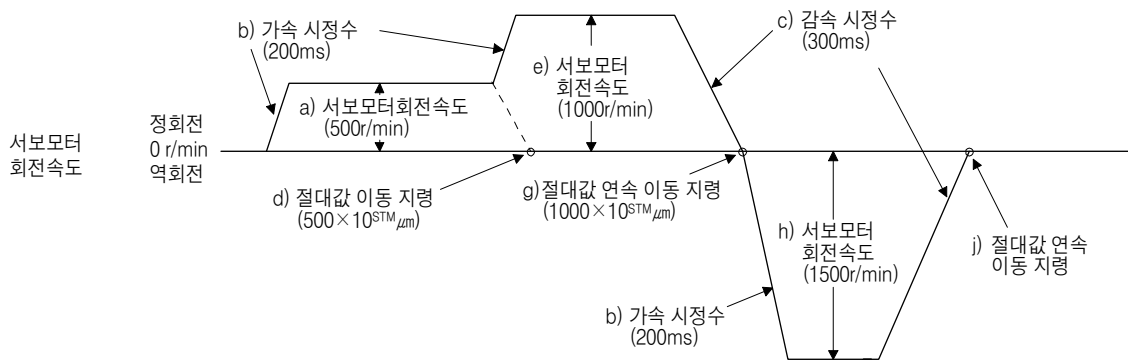 b) 가속 시정수
(200ms)
c) 감속 시정수
(300ms)
e) 서보모터
회전속도
(1000r/min)
a) 서보모터회전속도
(500r/min)
서보모터
회전속도
정회전
0 r/min
역회전
d) 절대값 이동 지령
(500×10ˢᵀᴹ㎛)
g)절대값 연속 이동 지령
(1000×10ˢᵀᴹ㎛)
h) 서보모터
회전속도
(1500r/min)
j) 절대값 연속
이동 지령
b) 가속 시정수
(200ms)